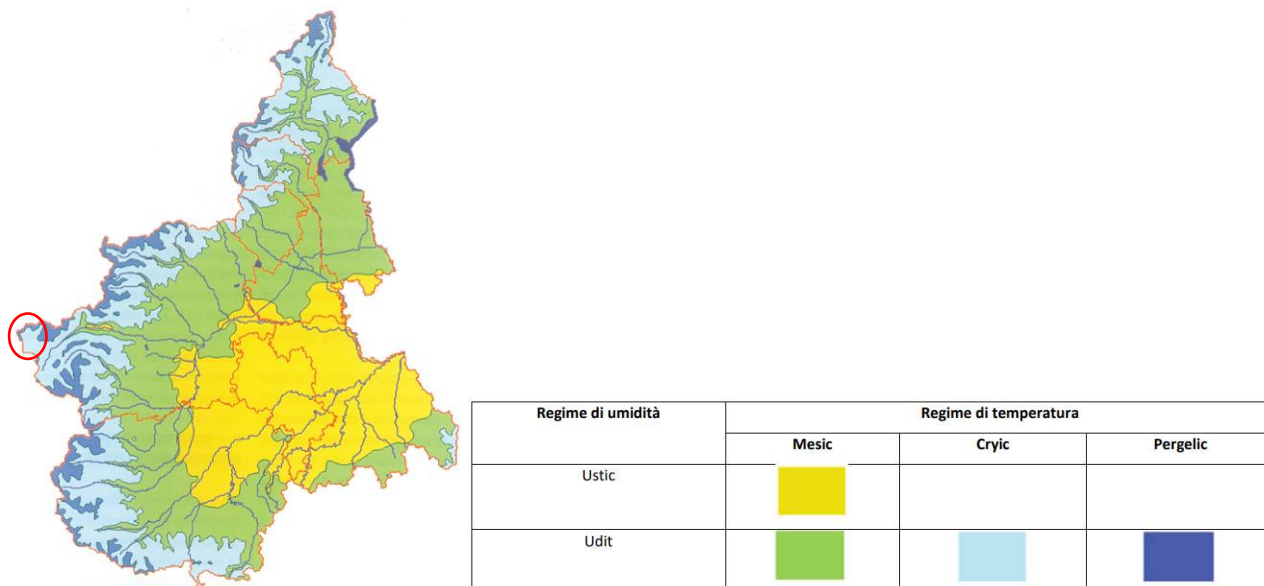 Regime di umidità
Regime di temperatura
Mesic
Cryic
Pergelic
Ustic
Udit